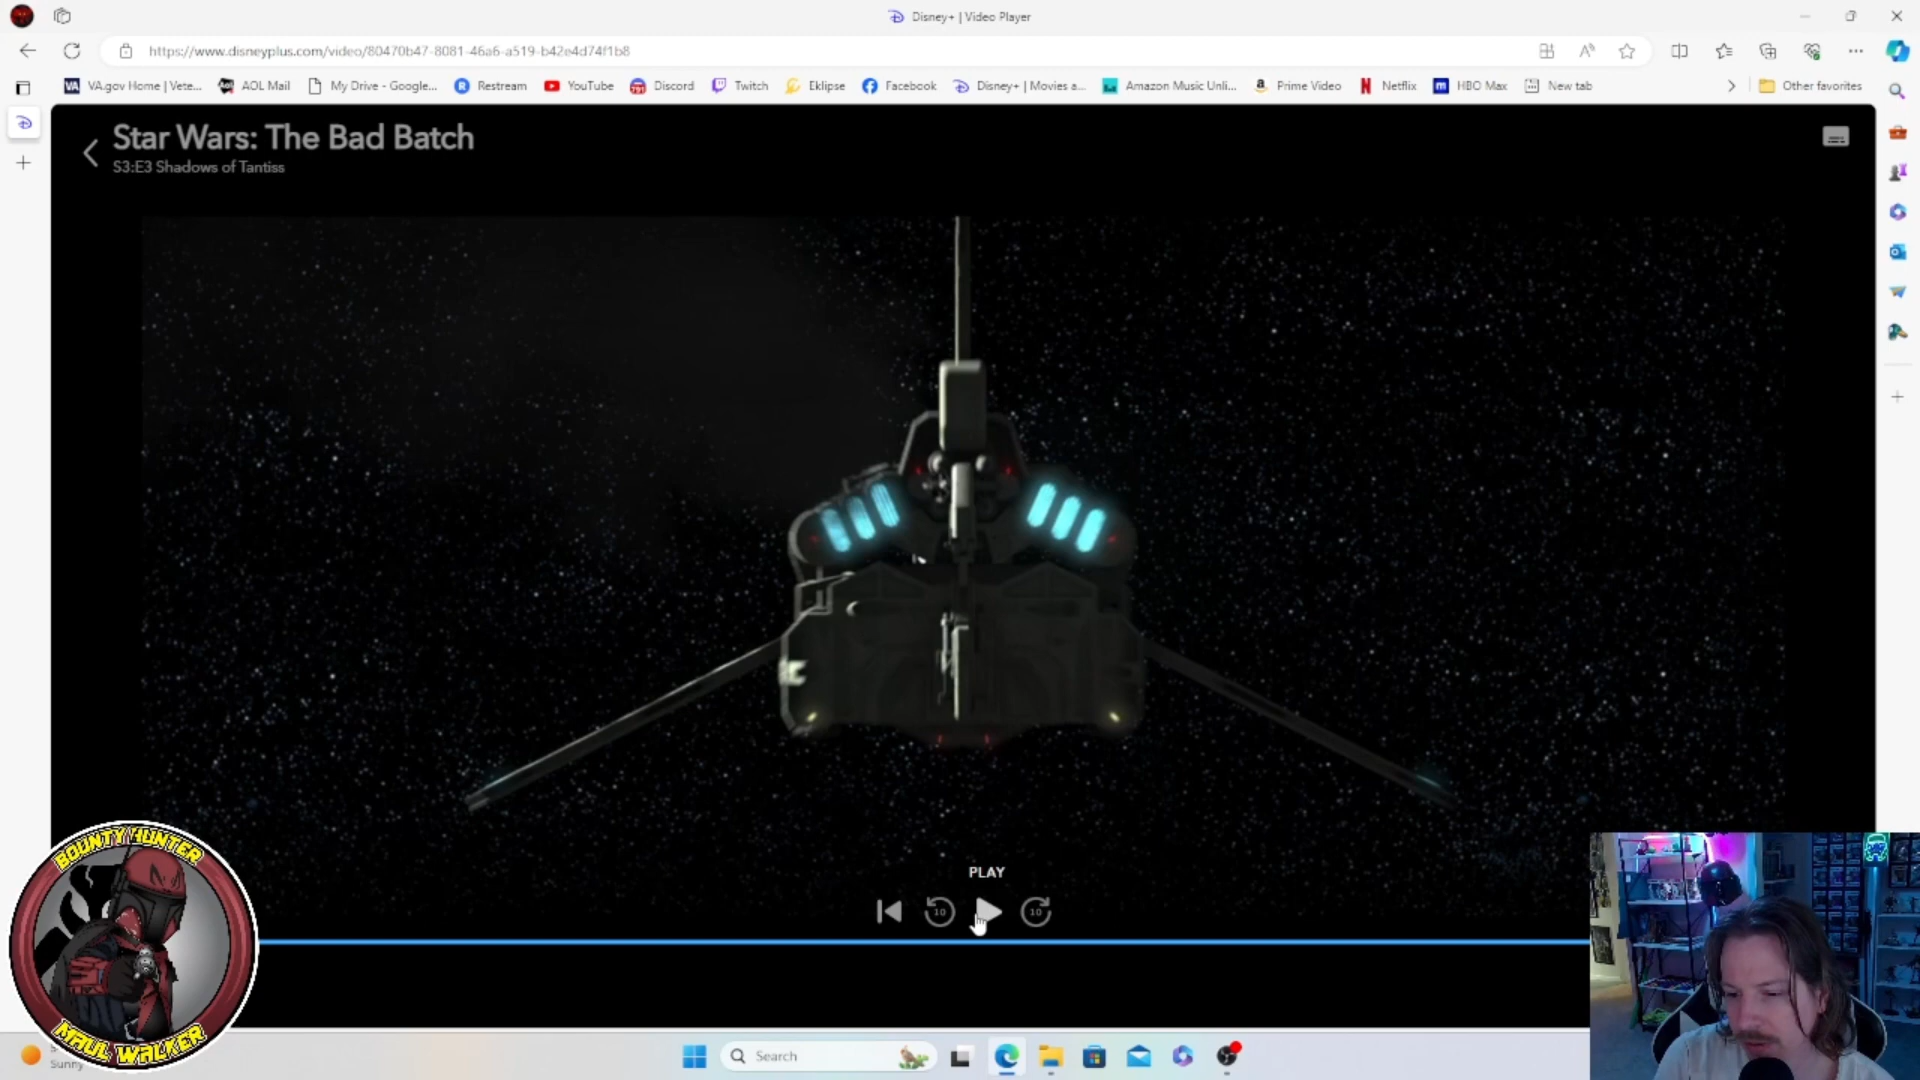 Disney+ | Video Player
https://www.disneyplus.com/video/80470b47-8081-46a6-a519-b42e4d74f1b8
VA VA.gov Home | Vete... AOL Mail My Drive - Google... R Restream YouTube Discord Twitch Eklipse Facebook Disney+ | Movies a... Amazon Music Unli... a Prime Video N Netflix m HBO Max New tab Other favorites
Star Wars: The Bad Batch
S3:E3 Shadows of Tantiss
PLAY
10 10
BOUNTY HUNTER
MAUL WALKER
Sunny
Search